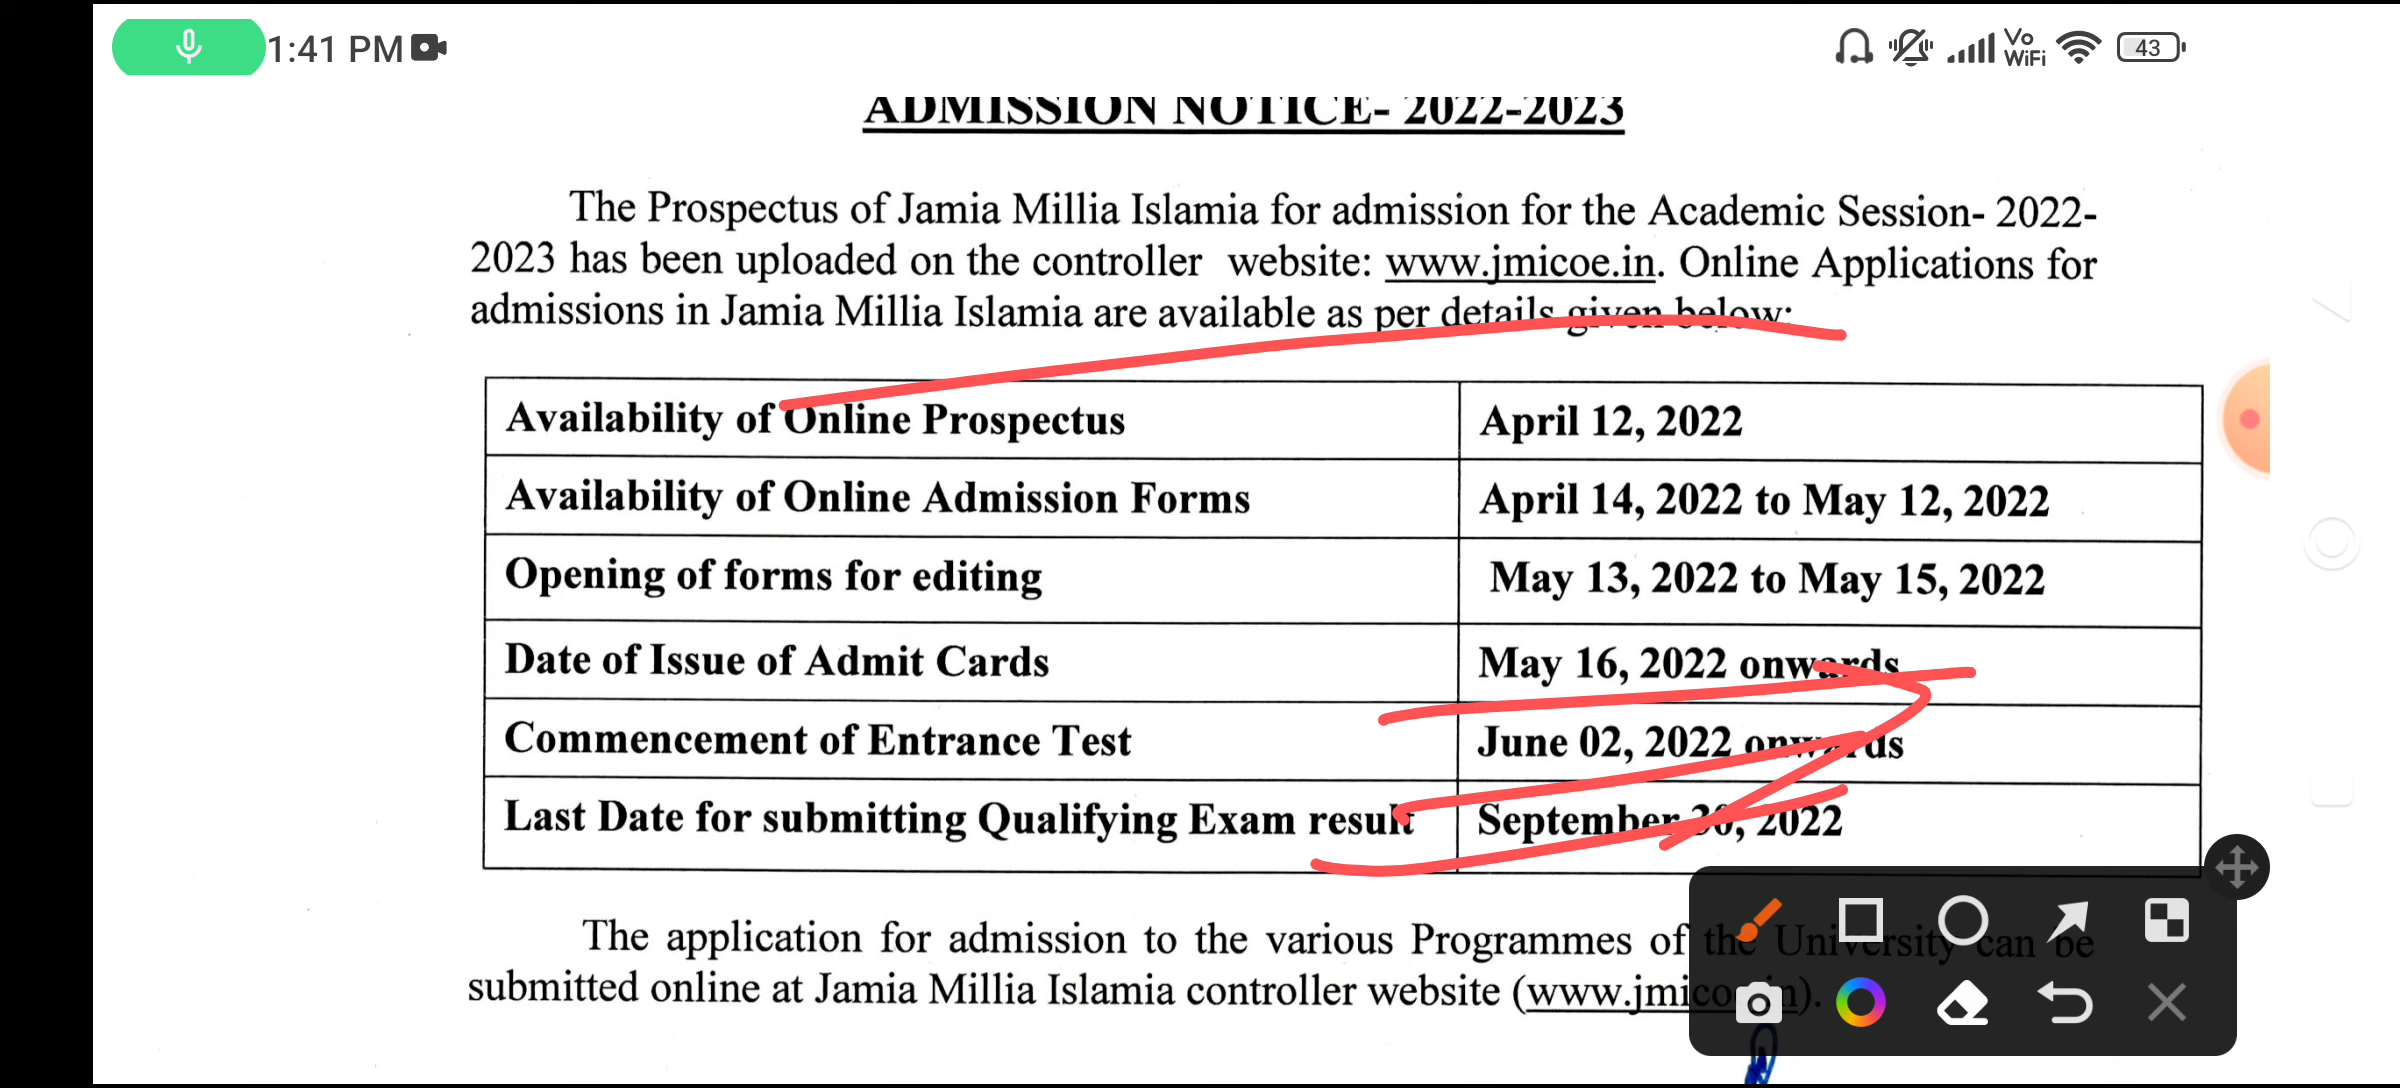 1:41 PM
Vo
WiFi
43
ADMISSION NOTICE- 2022-2023
The Prospectus of Jamia Millia Islamia for admission for the Academic Session- 2022-
2023 has been uploaded on the controller website: www.jmicoe.in. Online Applications for
admissions in Jamia Millia Islamia are available as per details given below:
Availability of Online Prospectus April 12, 2022
Availability of Online Admission Forms April 14, 2022 to May 12, 2022
Opening of forms for editing May 13, 2022 to May 15, 2022
Date of Issue of Admit Cards May 16, 2022 onwards
Commencement of Entrance Test June 02, 2022 onwards
Last Date for submitting Qualifying Exam result September 30, 2022
The application for admission to the various Programmes of the University can be
submitted online at Jamia Millia Islamia controller website (